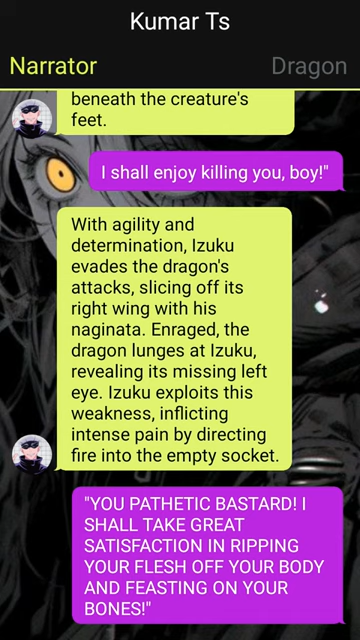 Kumar Ts
Narrator
Dragon
beneath the creature's
feet.
I shall enjoy killing you, boy!"
With agility and
determination, Izuku
evades the dragon's
attacks, slicing off its
right wing with his
naginata. Enraged, the
dragon lunges at Izuku,
revealing its missing left
eye. Izuku exploits this
weakness, inflicting
intense pain by directing
fire into the empty socket.
"YOU PATHETIC BASTARD! I
SHALL TAKE GREAT
SATISFACTION IN RIPPING
YOUR FLESH OFF YOUR BODY
AND FEASTING ON YOUR
BONES!"